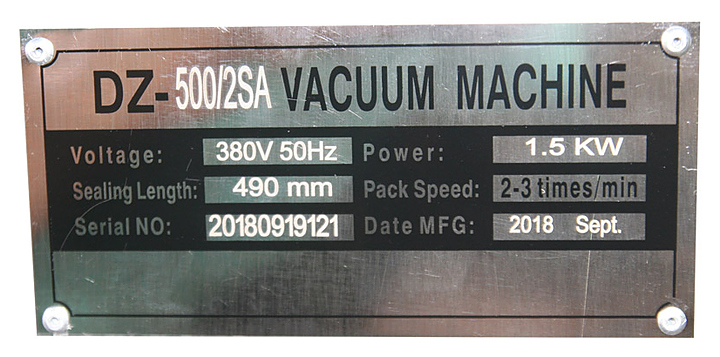 DZ-500/2SA VACUUM MACHINE
Voltage: 380V 50Hz Power: 1.5 KW
Sealing Length: 490 mm Pack Speed: 2-3 times/min
Serial NO: 20180919121 Date MFG: 2018 Sept.